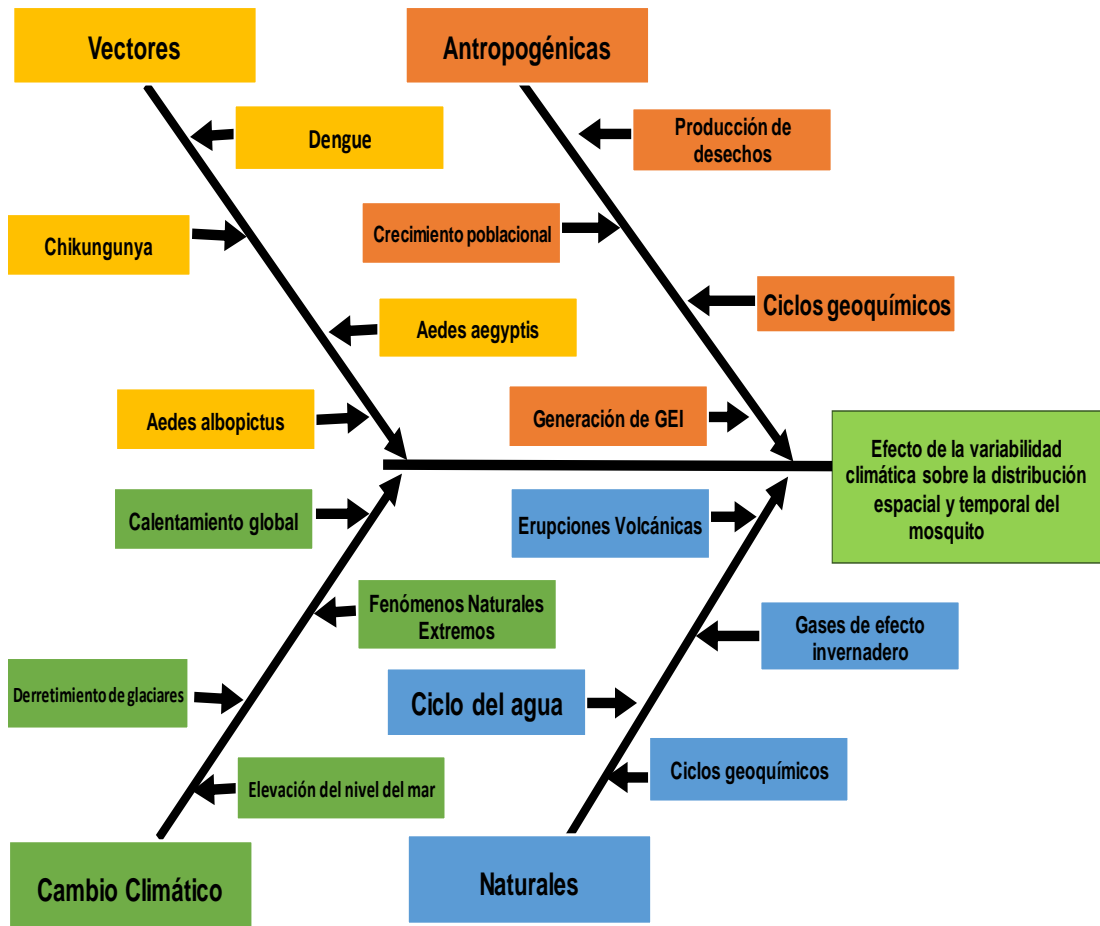 Vectores
Antropogénicas
Dengue
Producción de
desechos
Chikungunya
Crecimiento poblacional
Ciclos geoquímicos
Aedes aegyptis
Aedes albopictus
Generación de GEI
Efecto de la variabilidad
climática sobre la distribución
espacial y temporal del
mosquito
Calentamiento global
Erupciones Volcánicas
Fenómenos Naturales
Extremos
Gases de efecto
invernadero
Derretimiento de glaciares
Ciclo del agua
Elevación del nivel del mar
Ciclos geoquímicos
Cambio Climático
Naturales